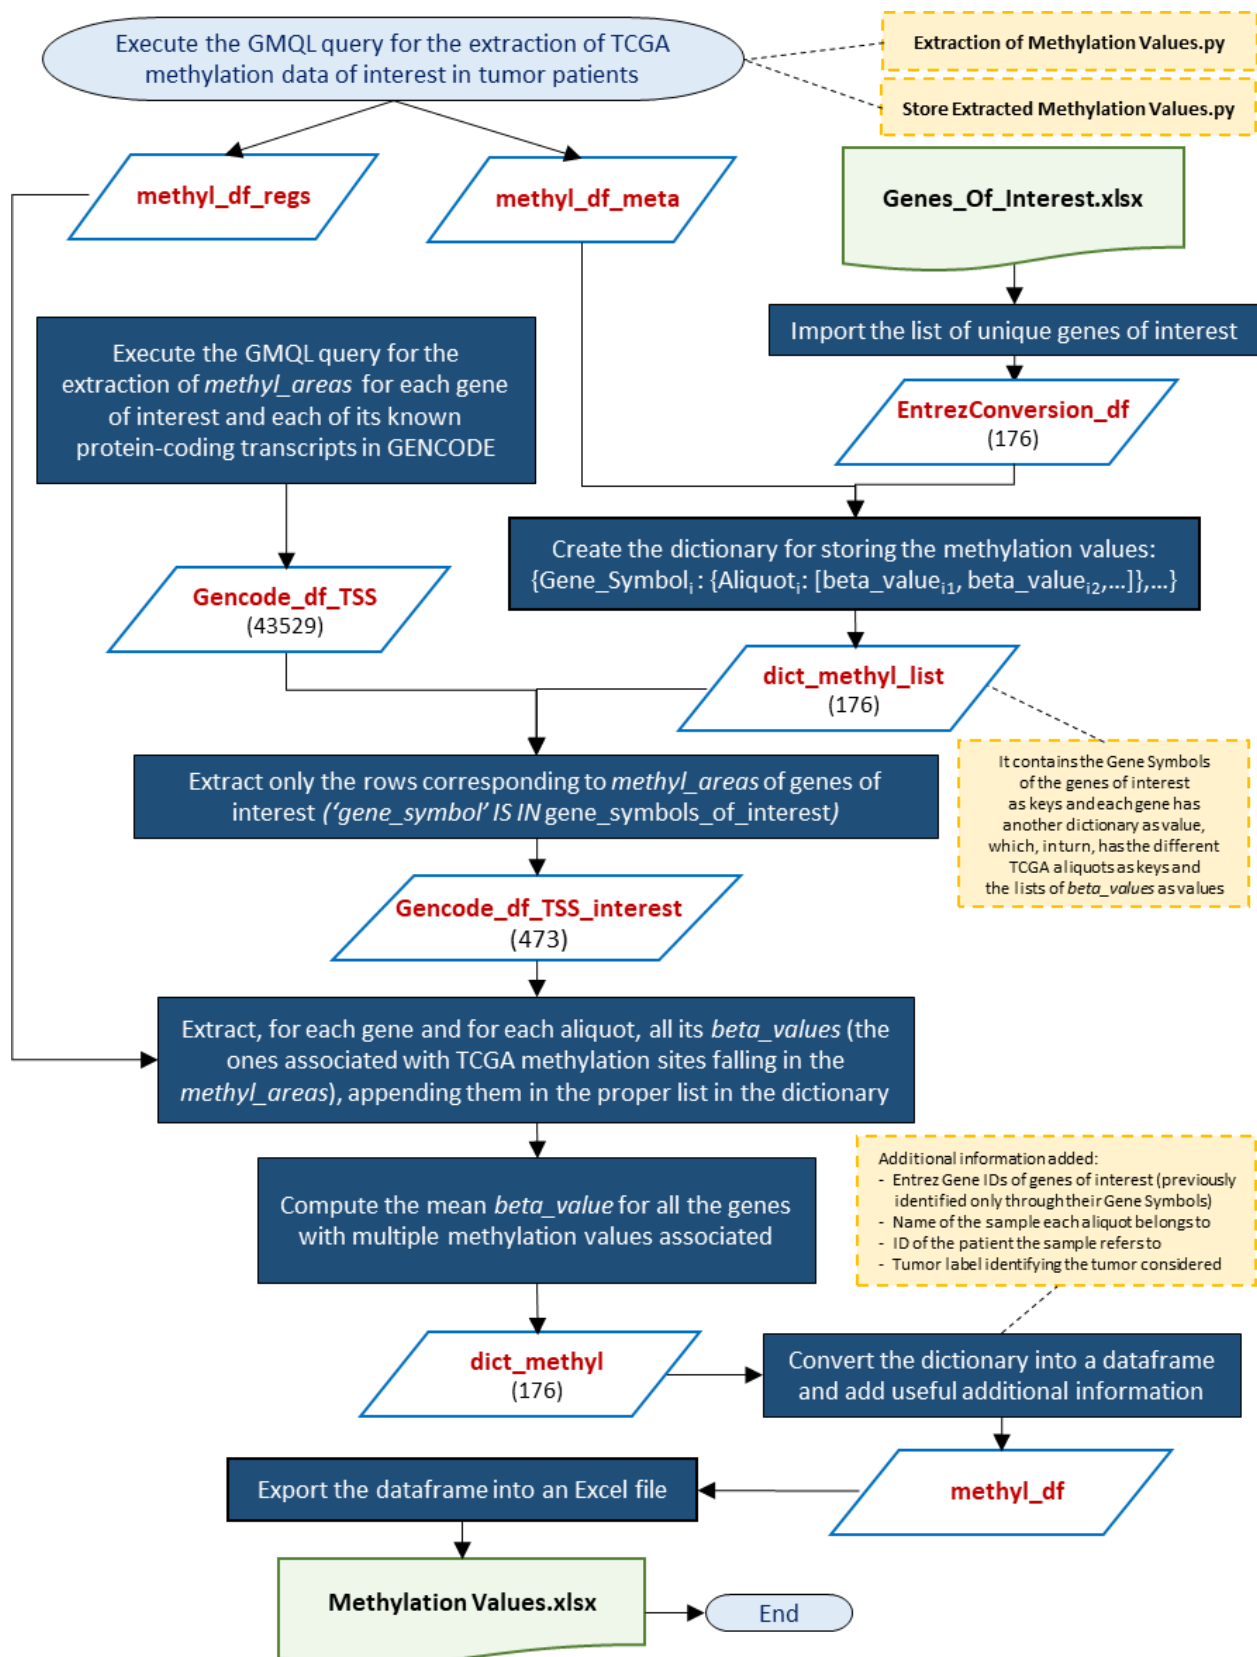 Execute the GMQL query for the extraction of TCGA
methylation data of interest in tumor patients
Extraction of Methylation Values.py
Store Extracted Methylation Values.py
methyl_df_regs
methyl_df_meta
Genes_Of_Interest.xlsx
Import the list of unique genes of interest
Execute the GMQL query for the
extraction of methyl_areas for each gene
of interest and each of its known
protein-coding transcripts in GENCODE
EntrezConversion_df
(176)
Create the dictionary for storing the methylation values:
{Gene_Symbolᵢ: {Aliquotᵢ: [beta_valueᵢ₁, beta_valueᵢ₂,...]},...}
Gencode_df_TSS
(43529)
dict_methyl_list
(176)
It contains the Gene Symbols
of the genes of interest
as keys and each gene has
another dictionary as value,
which, in turn, has the different
TCGA aliquots as keys and
the lists of beta_values as values
Extract only the rows corresponding to methyl_areas of genes of
interest (‘gene_symbol’ IS IN gene_symbols_of_interest)
Gencode_df_TSS_interest
(473)
Extract, for each gene and for each aliquot, all its beta_values (the
ones associated with TCGA methylation sites falling in the
methyl_areas), appending them in the proper list in the dictionary
Compute the mean beta_value for all the genes
with multiple methylation values associated
Additional information added:
- Entrez Gene IDs of genes of interest (previously
identified only through their Gene Symbols)
- Name of the sample each aliquot belongs to
- ID of the patient the sample refers to
- Tumor label identifying the tumor considered
dict_methyl
(176)
Convert the dictionary into a dataframe
and add useful additional information
methyl_df
Export the dataframe into an Excel file
Methylation Values.xlsx
End